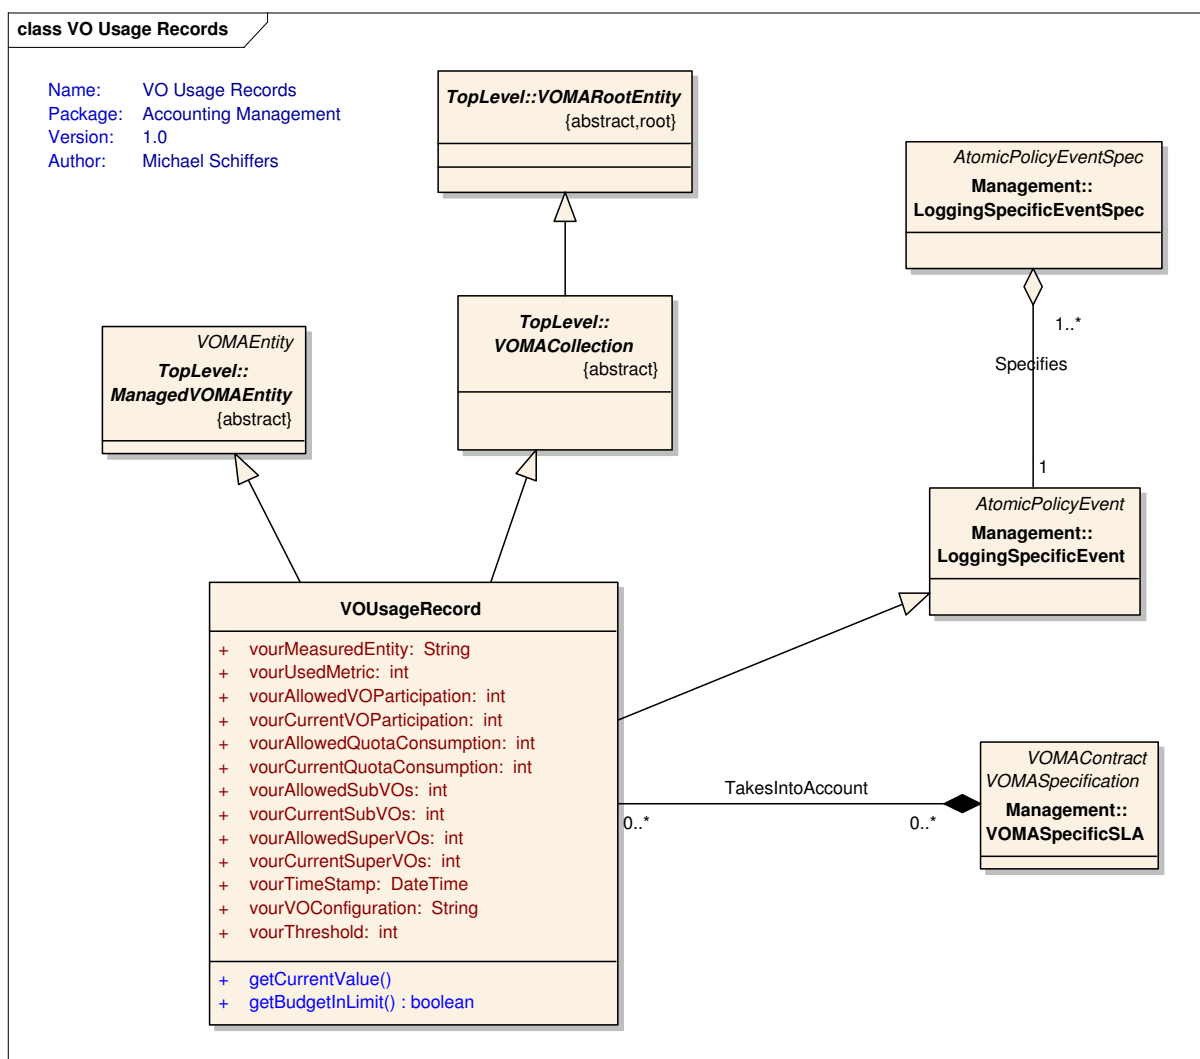 class VO Usage Records
Name: VO Usage Records
Package: Accounting Management
Version: 1.0
Author: Michael Schiffers
TopLevel::VOMARootEntity
{abstract,root}
AtomicPolicyEventSpec
Management::
LoggingSpecificEventSpec
1..*
Specifies
1
VOMAEntity
TopLevel::
ManagedVOMAEntity
{abstract}
TopLevel::
VOMACollection
{abstract}
AtomicPolicyEvent
Management::
LoggingSpecificEvent
VOUsageRecord
+ vourMeasuredEntity: String
+ vourUsedMetric: int
+ vourAllowedVOParticipation: int
+ vourCurrentVOParticipation: int
+ vourAllowedQuotaConsumption: int
+ vourCurrentQuotaConsumption: int
+ vourAllowedSubVOs: int
+ vourCurrentSubVOs: int
+ vourAllowedSuperVOs: int
+ vourCurrentSuperVOs: int
+ vourTimeStamp: DateTime
+ vourVOConfiguration: String
+ vourThreshold: int
+ getCurrentValue()
+ getBudgetInLimit() : boolean
TakesIntoAccount
0..*
0..*
VOMAContract
VOMASpecification
Management::
VOMASpecificSLA